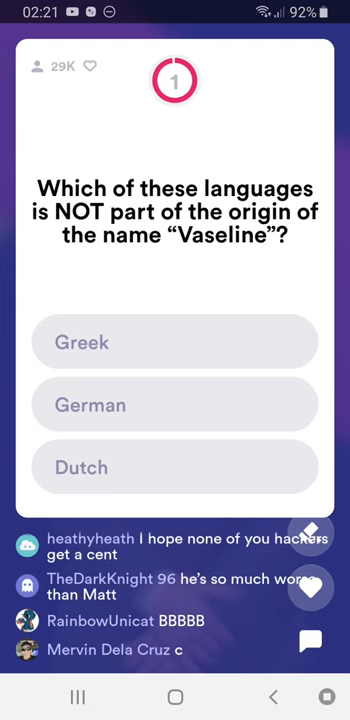 02:21
92%
29K
1
Which of these languages
is NOT part of the origin of
the name “Vaseline”?
Greek
German
Dutch
heathyheath I hope none of you hackers
get a cent
TheDarkKnight 96 he's so much worse
than Matt
RainbowUnicat BBBBB
Mervin Dela Cruz c